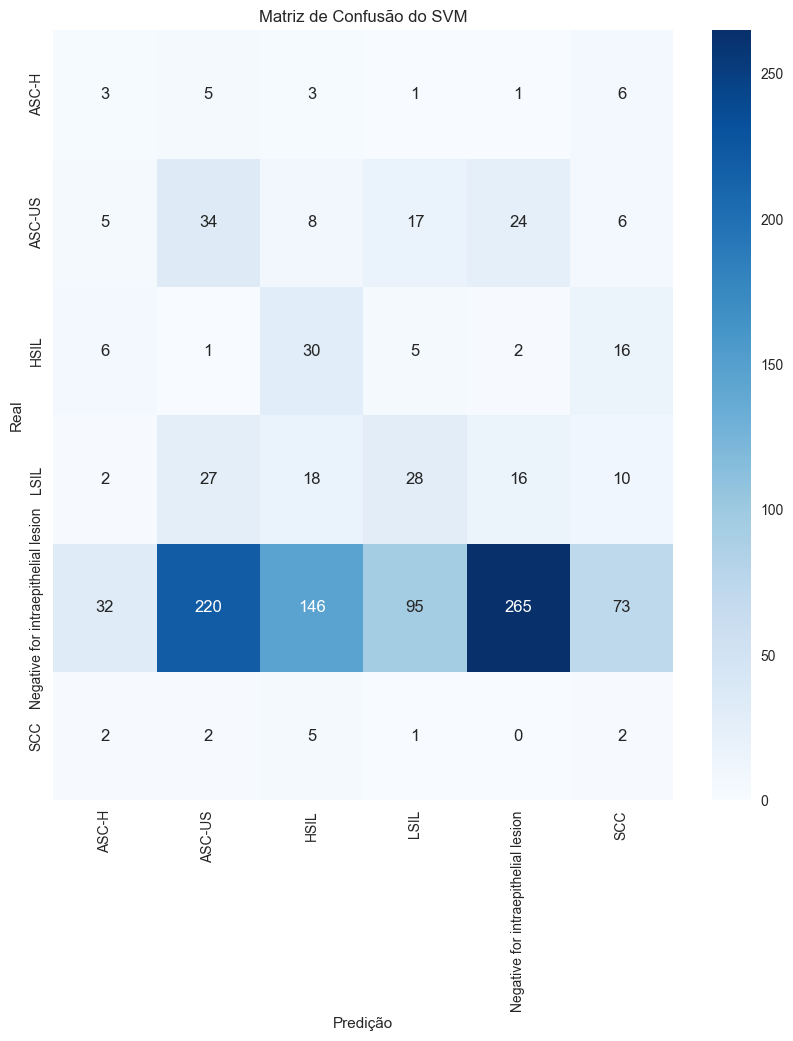 Matriz de Confusão do SVM
Real
ASC-H 3 5 3 1 1 6
ASC-US 5 34 8 17 24 6
HSIL 6 1 30 5 2 16
LSIL 2 27 18 28 16 10
Negative for intraepithelial lesion 32 220 146 95 265 73
SCC 2 2 5 1 0 2
ASC-H ASC-US HSIL LSIL Negative for intraepithelial lesion SCC
Predição
250
200
150
100
50
0